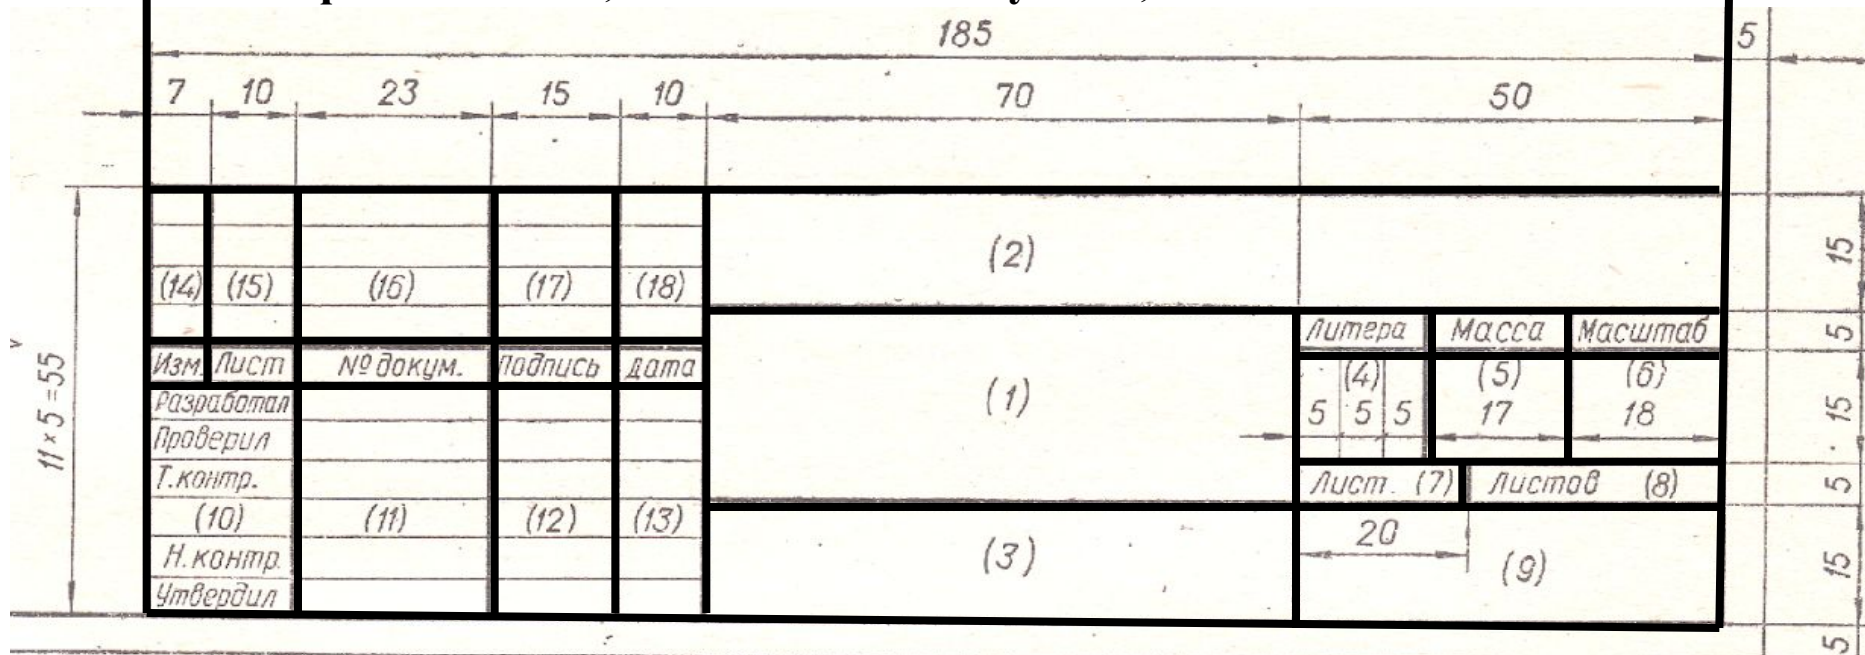 185 5
7 10 23 15 10 70 50
(2) 15
(14) (15) (16) (17) (18)
Литера Масса Масштаб 5
Изм. Лист № докум. Подпись Дата
(4) (5) (6)
Разработал (1) 5 5 5 17 18 15
11×5=55
Проверил
Т.контр. Лист. (7) Листов (8) 5
(10) (11) (12) (13) 20
Н.контр. (3) (9) 15
Утвердил
5